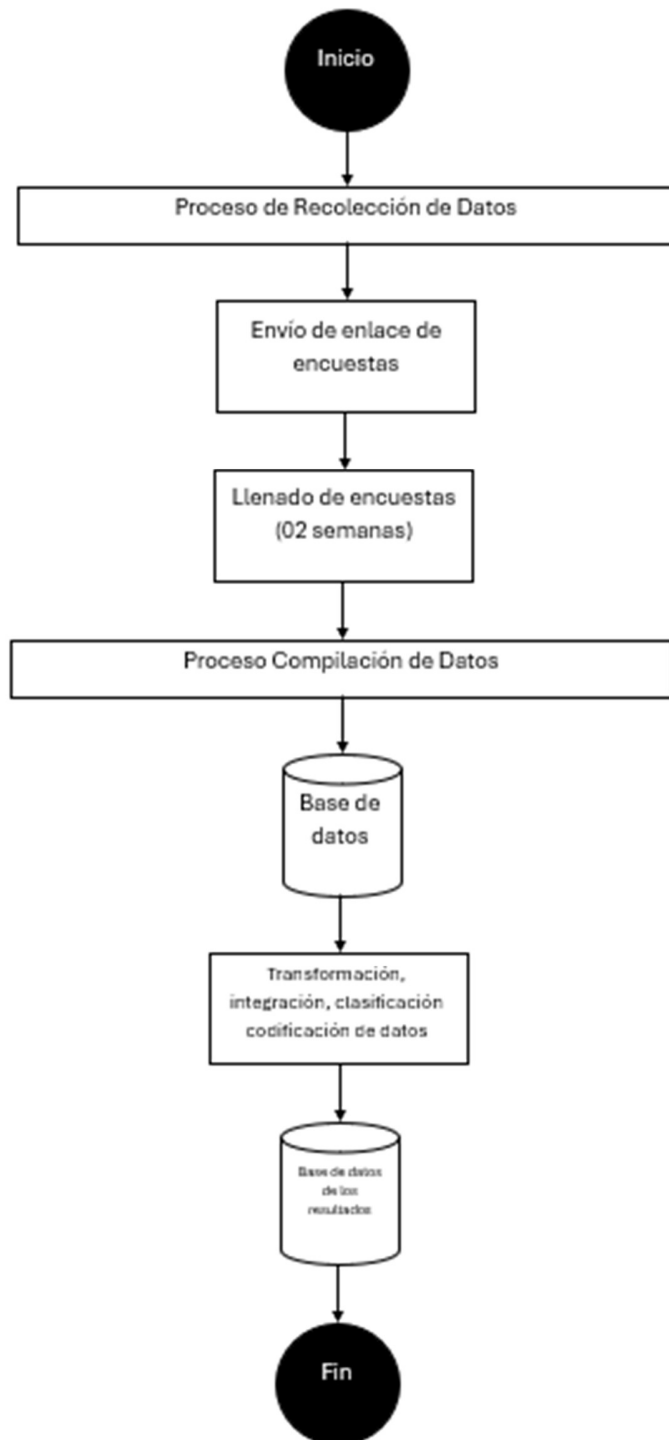 Inicio
Proceso de Recolección de Datos
Envío de enlace de
encuestas
Llenado de encuestas
(02 semanas)
Proceso Compilación de Datos
Base de
datos
Transformación,
integración, clasificación
codificación de datos
Base de datos
de los
resultados
Fin